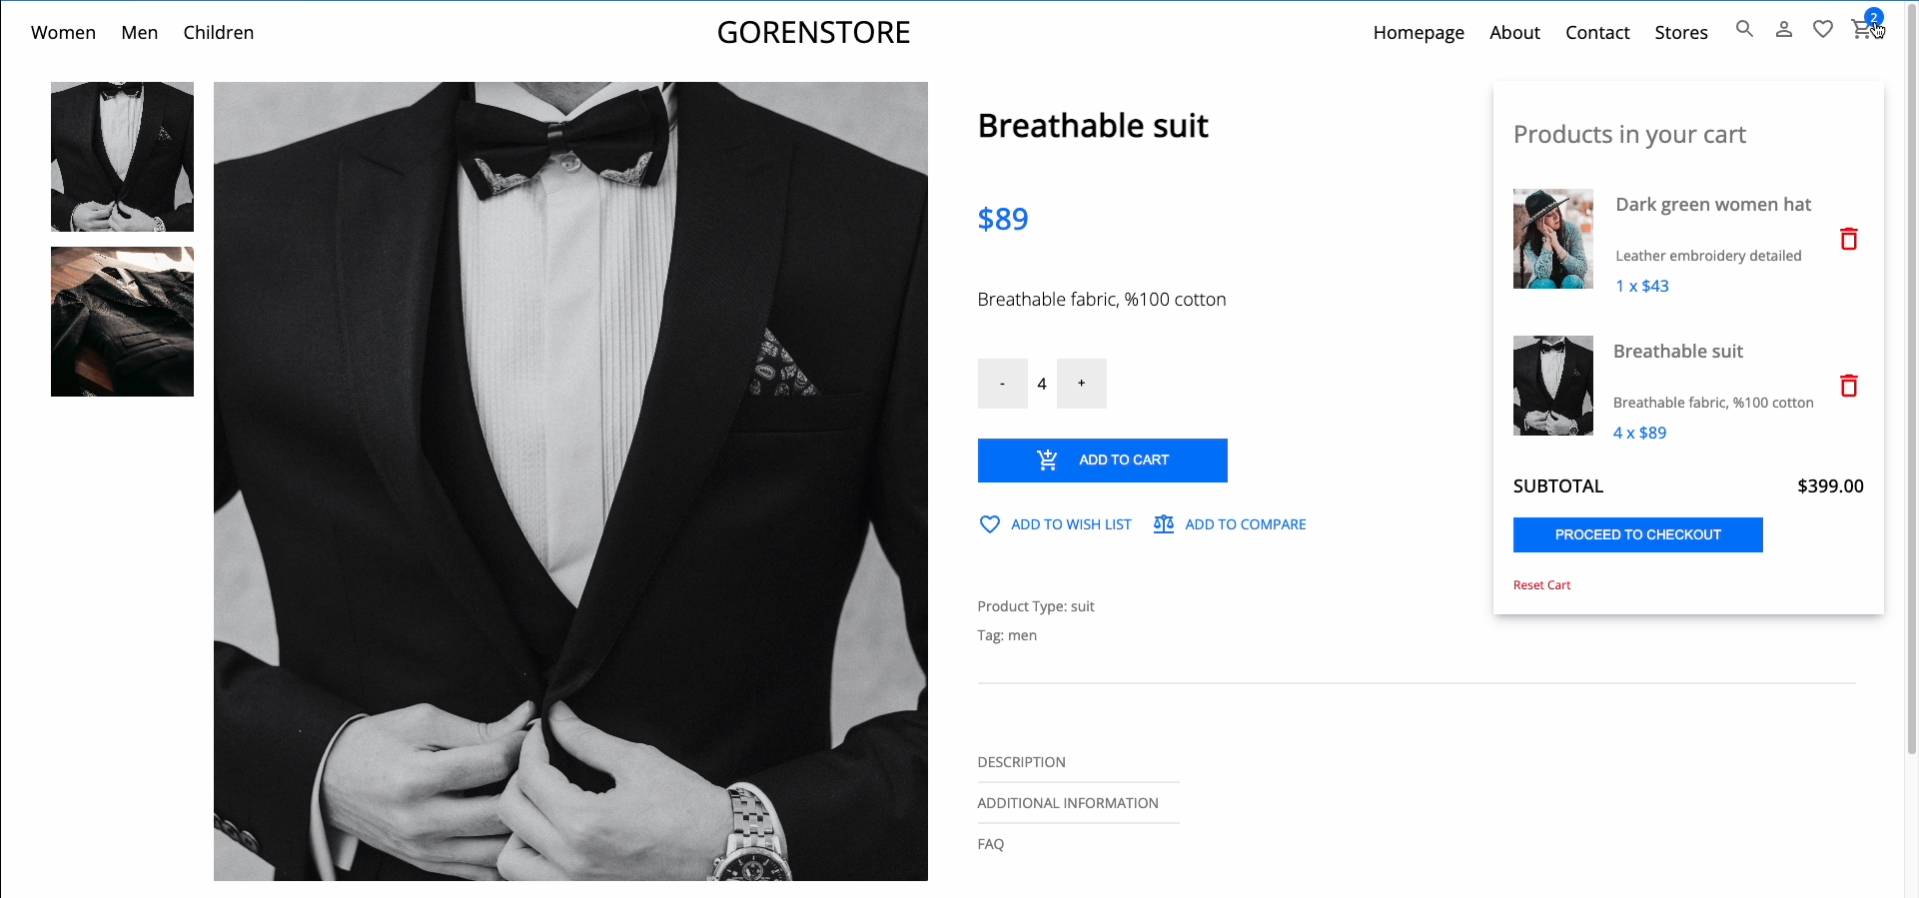 Women Men Children
GORENSTORE
Homepage About Contact Stores
2
Breathable suit
$89
Breathable fabric, %100 cotton
- 4 +
ADD TO CART
ADD TO WISH LIST
ADD TO COMPARE
Product Type: suit
Tag: men
DESCRIPTION
ADDITIONAL INFORMATION
FAQ
Products in your cart
Dark green women hat
Leather embroidery detailed
1 x $43
Breathable suit
Breathable fabric, %100 cotton
4 x $89
SUBTOTAL $399.00
PROCEED TO CHECKOUT
Reset Cart